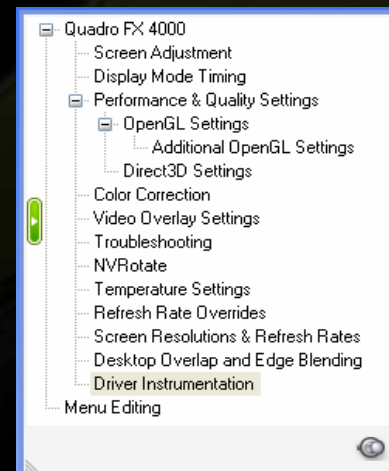 Quadro FX 4000
Screen Adjustment
Display Mode Timing
Performance & Quality Settings
OpenGL Settings
Additional OpenGL Settings
Direct3D Settings
Color Correction
Video Overlay Settings
Troubleshooting
NVRotate
Temperature Settings
Refresh Rate Overrides
Screen Resolutions & Refresh Rates
Desktop Overlap and Edge Blending
Driver Instrumentation
Menu Editing